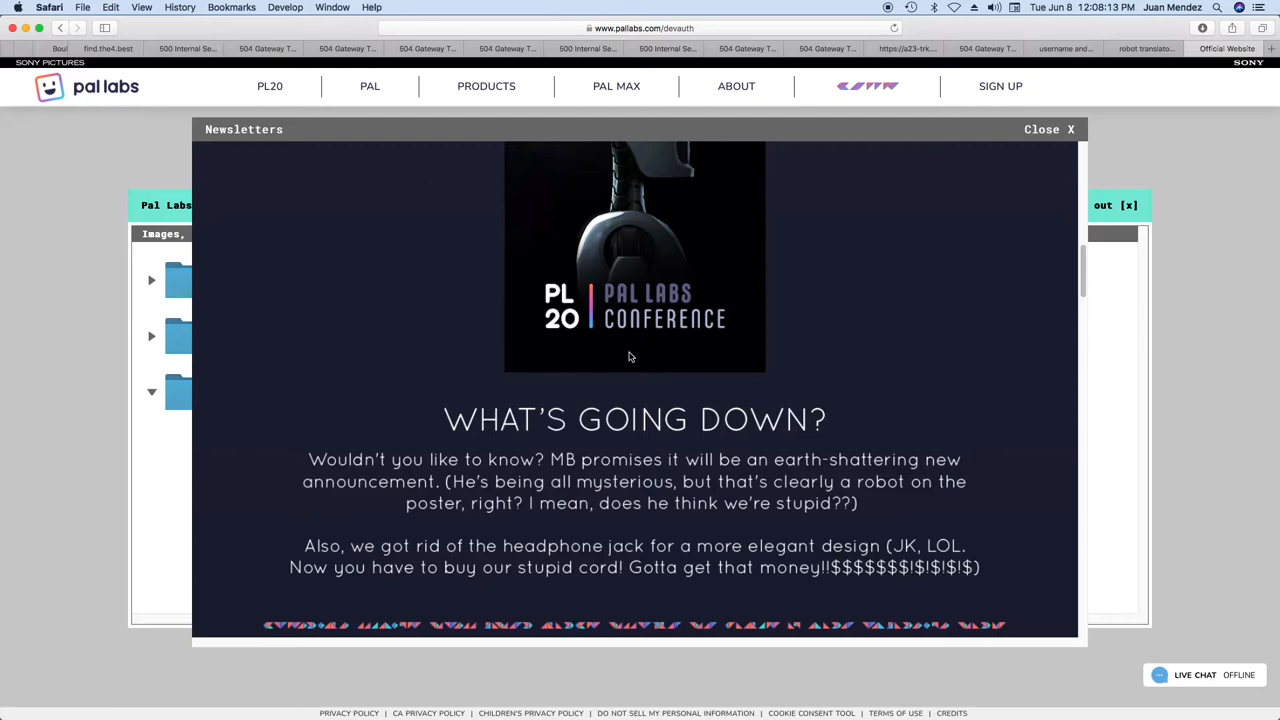 Safari File Edit View History Bookmarks Develop Window Help Tue Jun 8 12:08:13 PM Juan Mendez
www.pallabs.com/devauth
Boul find.the4.best 500 Internal Se... 504 Gateway T... 504 Gateway T... 504 Gateway T... 504 Gateway T... 500 Internal Se... 500 Internal Se... 504 Gateway T... 504 Gateway T... https://a23-trk.... 504 Gateway T... username and... robot translato... Official Website
SONY PICTURES SONY
pal labs PL20 PAL PRODUCTS PAL MAX ABOUT SIGN UP
Newsletters Close X
Pal Labs out [x]
Images,
PL 20 PAL LABS CONFERENCE
WHAT'S GOING DOWN?
Wouldn't you like to know? MB promises it will be an earth-shattering new
announcement. (He's being all mysterious, but that's clearly a robot on the
poster, right? I mean, does he think we're stupid??)
Also, we got rid of the headphone jack for a more elegant design (JK, LOL.
Now you have to buy our stupid cord! Gotta get that money!!$$$$$$$!$!$!$!$)
LIVE CHAT OFFLINE
PRIVACY POLICY CA PRIVACY POLICY CHILDREN'S PRIVACY POLICY DO NOT SELL MY PERSONAL INFORMATION COOKIE CONSENT TOOL TERMS OF USE CREDITS